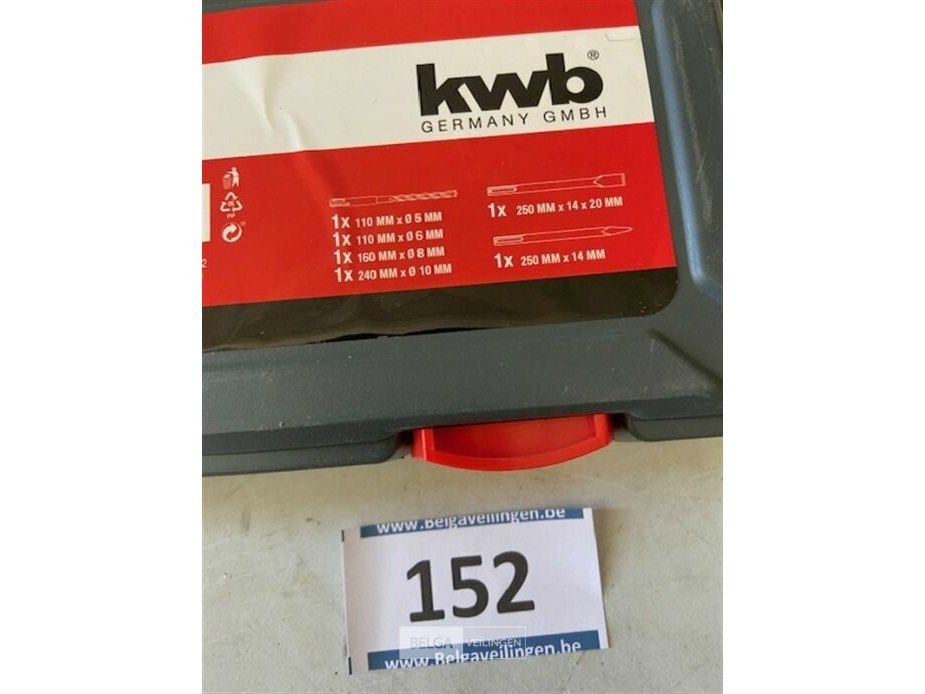 kwb®
GERMANY GMBH
1x 110 MM x Ø 5 MM
1x 110 MM x Ø 6 MM
1x 160 MM x Ø 8 MM
1x 240 MM x Ø 10 MM
1x 250 MM x 14 x 20 MM
1x 250 MM x 14 MM
2
www.Belgaveilingen.be
152
BELGA VEILINGEN
www.Belgaveilingen.be